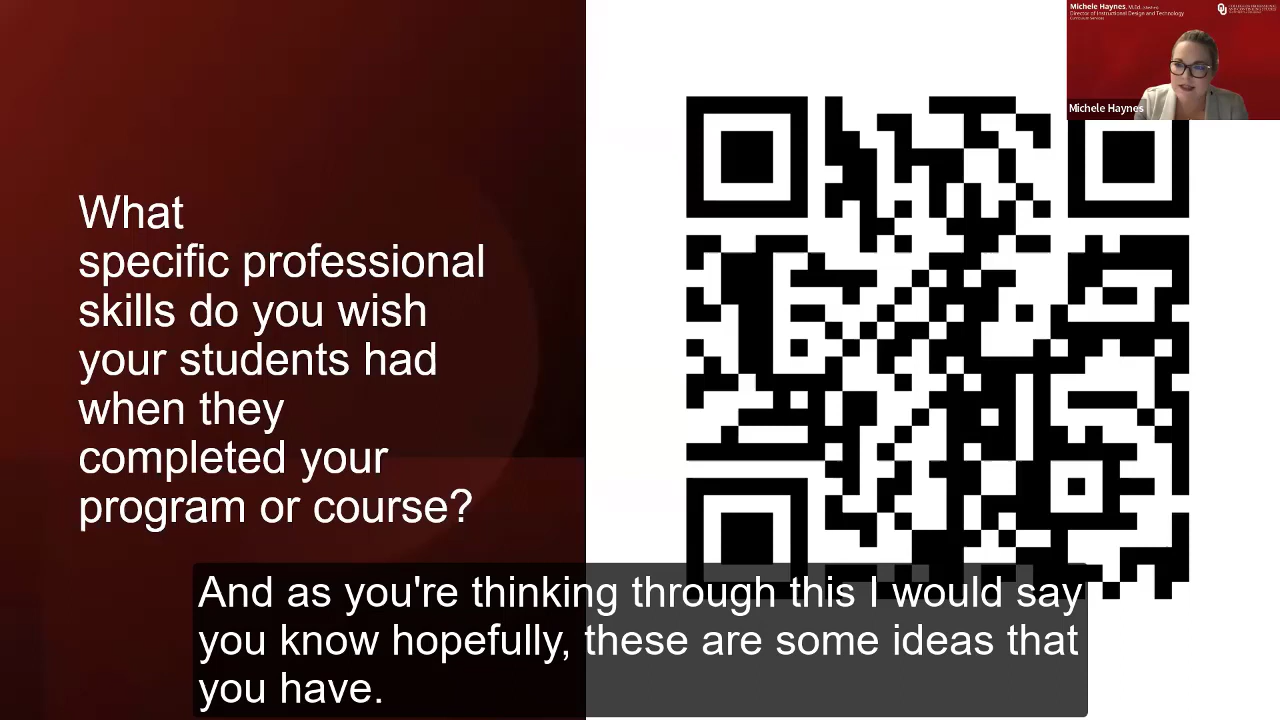 Michele Haynes, M.Ed.
Director of Instructional Design and Technology
Michele Haynes
What
specific professional
skills do you wish
your students had
when they
completed your
program or course?
And as you're thinking through this I would say
you know hopefully, these are some ideas that
you have.